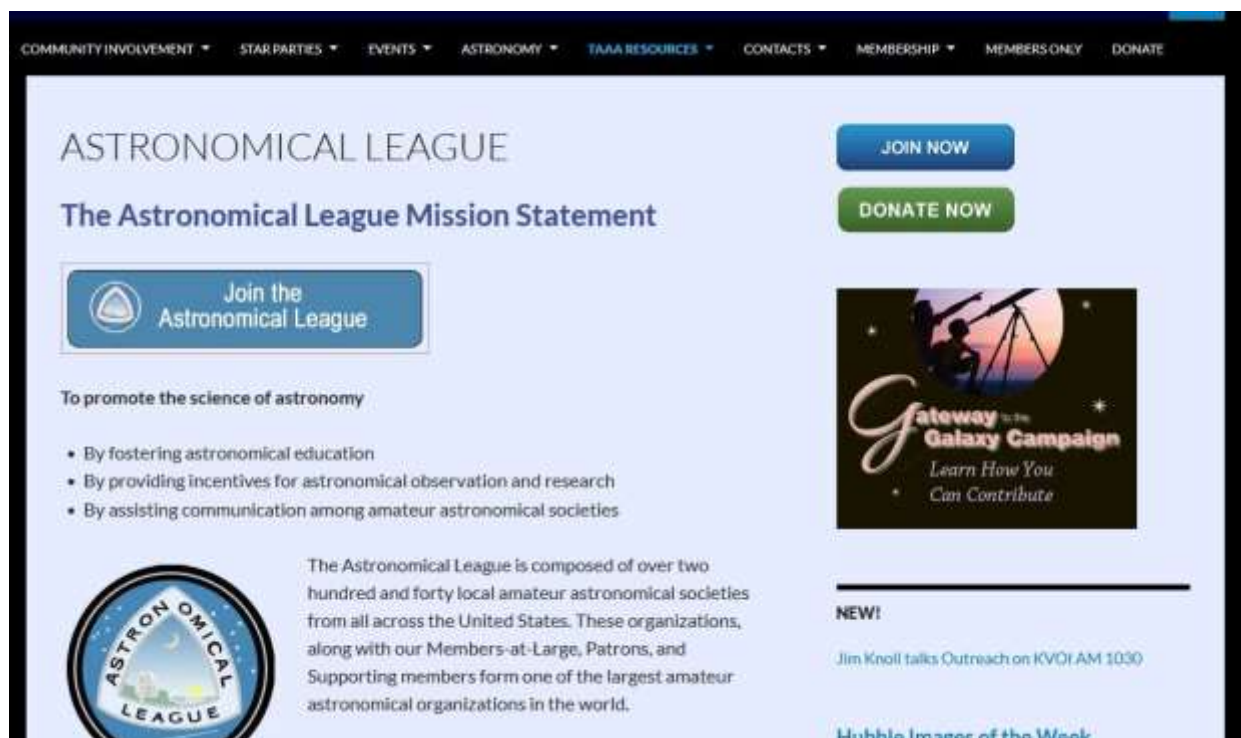 COMMUNITY INVOLVEMENT STAR PARTIES EVENTS ASTRONOMY TAAA RESOURCES CONTACTS MEMBERSHIP MEMBERS ONLY DONATE
ASTRONOMICAL LEAGUE
The Astronomical League Mission Statement
Join the
Astronomical League
To promote the science of astronomy
• By fostering astronomical education
• By providing incentives for astronomical observation and research
• By assisting communication among amateur astronomical societies
ASTRONOMICAL
LEAGUE
The Astronomical League is composed of over two
hundred and forty local amateur astronomical societies
from all across the United States. These organizations,
along with our Members-at-Large, Patrons, and
Supporting members form one of the largest amateur
astronomical organizations in the world.
JOIN NOW
DONATE NOW
Gateway to the
Galaxy Campaign
Learn How You
Can Contribute
NEW!
Jim Knoll talks Outreach on KVOI AM 1030
Hubble Images of the Week